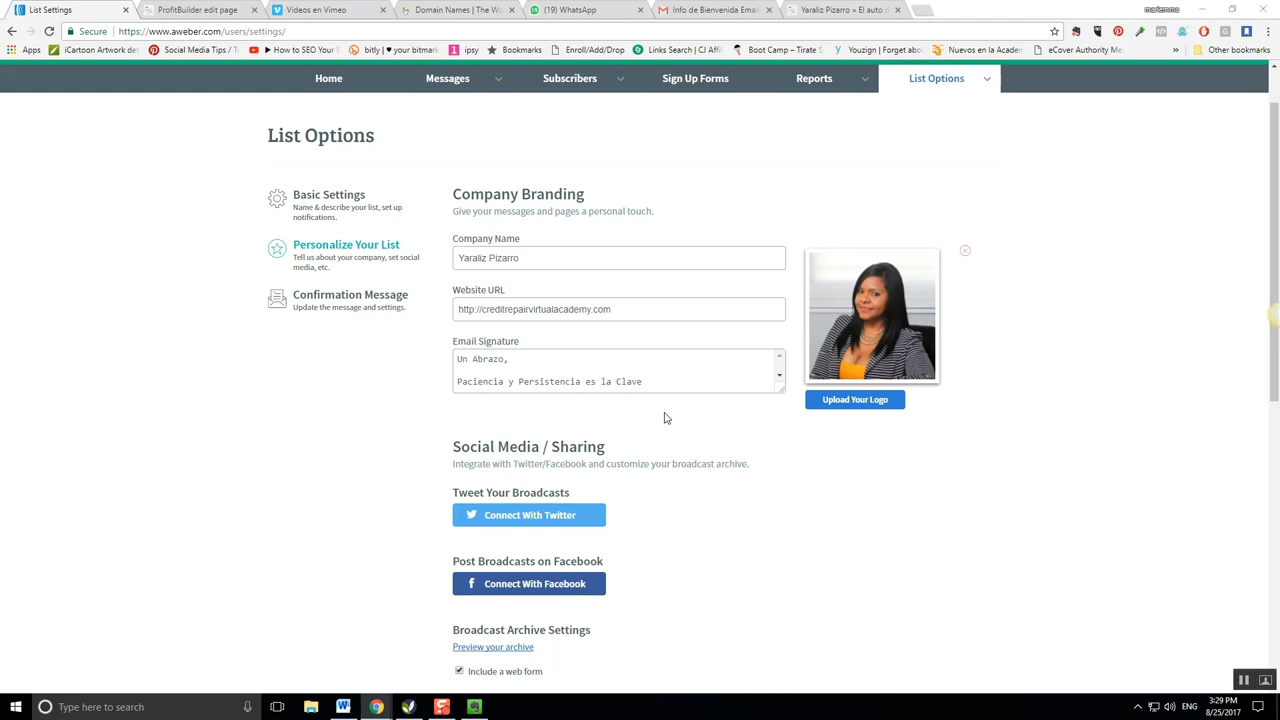 List Settings
ProfitBuilder edit page
Videos en Vimeo
Domain Names | The Wo
(19) WhatsApp
Info de Bienvenida Email
Yaraliz Pizarro » El auto d
mariemma
Secure
https://www.aweber.com/users/settings/
Apps
iCartoon Artwork de
Social Media Tips / T
How to SEO Your B
bitly | ♥ your bitmark
ipsy
Bookmarks
Enroll/Add/Drop
Links Search | CJ Affil
Boot Camp – Tirate S
Youzign | Forget abo
Nuevos en la Academ
eCover Authority Me
Other bookmarks
Home
Messages
Subscribers
Sign Up Forms
Reports
List Options
List Options
Basic Settings
Name & describe your list, set up
notifications.
Personalize Your List
Tell us about your company, set social
media, etc.
Confirmation Message
Update the message and settings.
Company Branding
Give your messages and pages a personal touch.
Company Name
Yaraliz Pizarro
Website URL
http://creditrepairvirtualacademy.com
Email Signature
Un Abrazo,
Paciencia y Persistencia es la Clave
Upload Your Logo
Social Media / Sharing
Integrate with Twitter/Facebook and customize your broadcast archive.
Tweet Your Broadcasts
Connect With Twitter
Post Broadcasts on Facebook
Connect With Facebook
Broadcast Archive Settings
Preview your archive
Include a web form
Type here to search
3:29 PM
8/25/2017